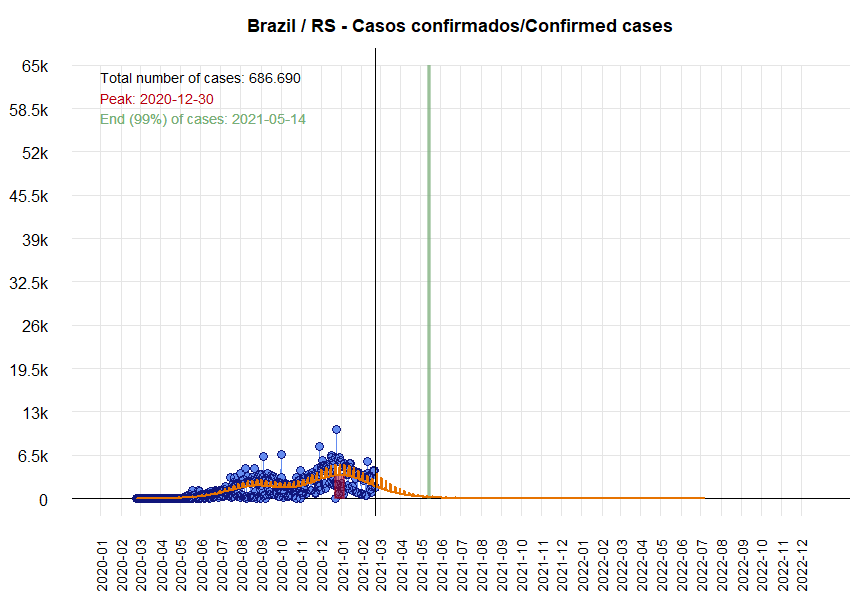 Brazil / RS - Casos confirmados/Confirmed cases
65k
58.5k
52k
45.5k
39k
32.5k
26k
19.5k
13k
6.5k
0
Total number of cases: 686.690
Peak: 2020-12-30
End (99%) of cases: 2021-05-14
2020-01
2020-02
2020-03
2020-04
2020-05
2020-06
2020-07
2020-08
2020-09
2020-10
2020-11
2020-12
2021-01
2021-02
2021-03
2021-04
2021-05
2021-06
2021-07
2021-08
2021-09
2021-10
2021-11
2021-12
2022-01
2022-02
2022-03
2022-04
2022-05
2022-06
2022-07
2022-08
2022-09
2022-10
2022-11
2022-12